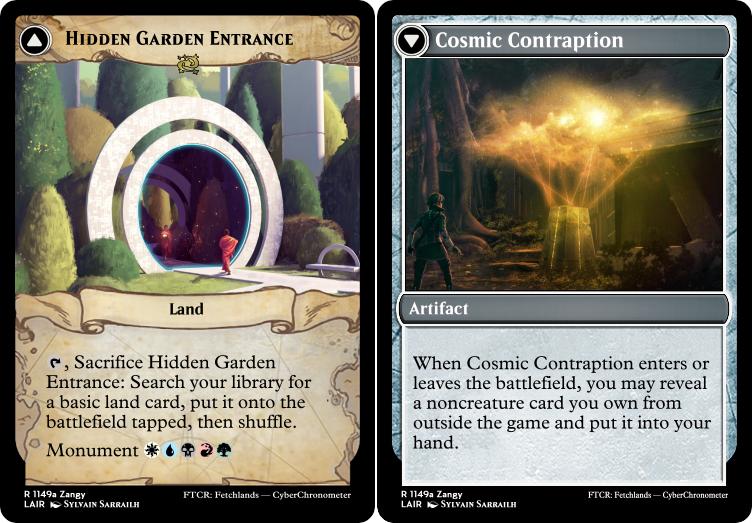 Hidden Garden Entrance
Land
, Sacrifice Hidden Garden
Entrance: Search your library for
a basic land card, put it onto the
battlefield tapped, then shuffle.
Monument
R 1149a Zangy
LAIR Sylvain Sarrailh
FTCR: Fetchlands — CyberChronometer
Cosmic Contraption
Artifact
When Cosmic Contraption enters or
leaves the battlefield, you may reveal
a noncreature card you own from
outside the game and put it into your
hand.
R 1149a Zangy
LAIR Sylvain Sarrailh
FTCR: Fetchlands — CyberChronometer